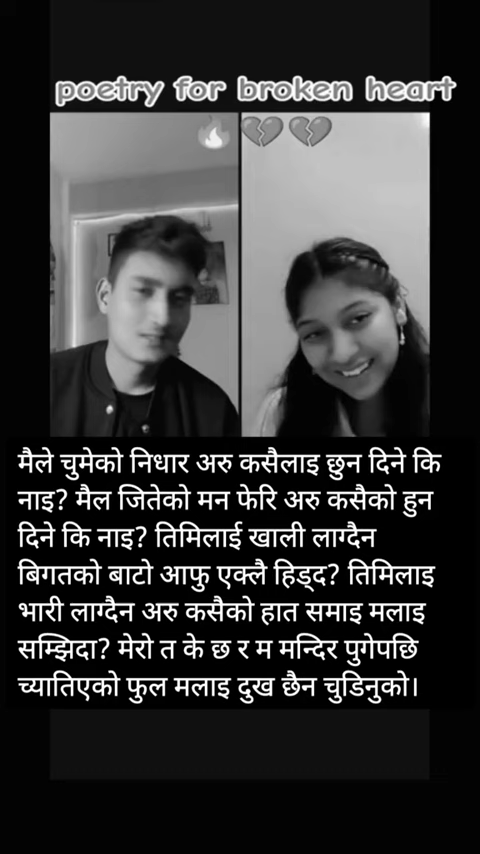 poetry for broken heart
मैले चुमेको निधार अरु कसैलाइ छुन दिने कि
नाइ? मैल जितेको मन फेरि अरु कसैको हुन
दिने कि नाइ? तिमिलाई खाली लाग्दैन
बिगतको बाटो आफु एक्लै हिड्द? तिमिलाइ
भारी लाग्दैन अरु कसैको हात समाइ मलाइ
सम्झिदा? मेरो त के छ र म मन्दिर पुगेपछि
च्यातिएको फुल मलाइ दुख छैन चुडिनुको।